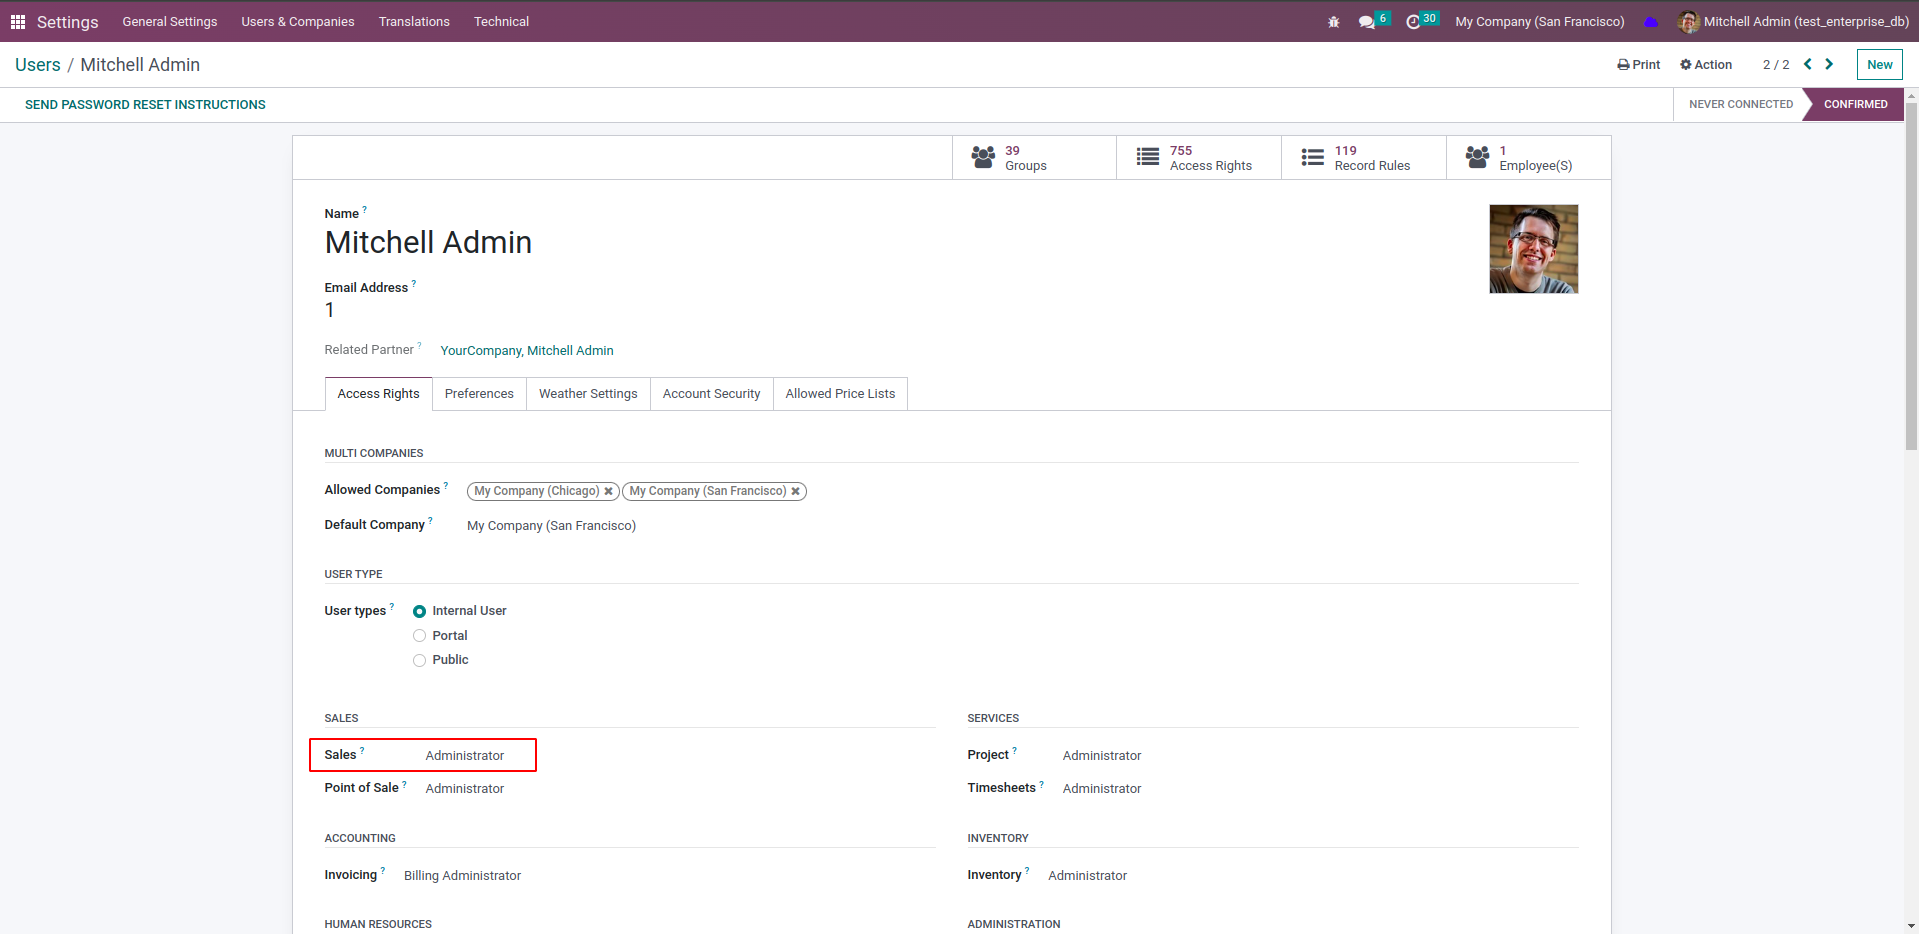 Settings General Settings Users & Companies Translations Technical 6 30 My Company (San Francisco) Mitchell Admin (test_enterprise_db)
Users / Mitchell Admin Print Action 2 / 2 New
SEND PASSWORD RESET INSTRUCTIONS NEVER CONNECTED CONFIRMED
39 Groups 755 Access Rights 119 Record Rules 1 Employee(S)
Name ?
Mitchell Admin
Email Address ?
1
Related Partner ? YourCompany, Mitchell Admin
Access Rights Preferences Weather Settings Account Security Allowed Price Lists
MULTI COMPANIES
Allowed Companies ? My Company (Chicago) My Company (San Francisco)
Default Company ? My Company (San Francisco)
USER TYPE
User types ? Internal User
Portal
Public
SALES SERVICES
Sales ? Administrator Project ? Administrator
Point of Sale ? Administrator Timesheets ? Administrator
ACCOUNTING INVENTORY
Invoicing ? Billing Administrator Inventory ? Administrator
HUMAN RESOURCES ADMINISTRATION